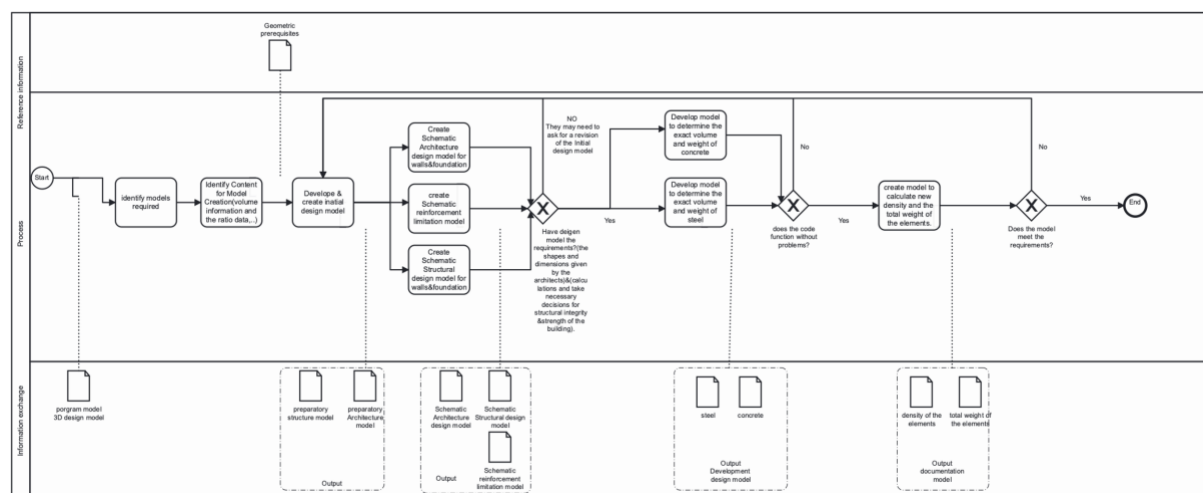 Reference information
Geometric
prerequisites
Process
Start
identify models
required
Identify Content
for Model
Creation(volume
information and
the ratio data,..)
Develope &
create inatial
design model
Create
Schematic
Architecture
design model for
walls&foundation
create
Schematic
reinforcement
limitation model
Create
Schematic
Structural
design model for
walls&foundation
NO
They may need to
ask for a revision
of the Initial
design model
Have deigen
model the
requirements?(the
shapes and
dimensions given
by the
architects)&(calcu
lations and take
necessary
decisions for
structural integrity
&strength of the
building).
Yes
Develop model
to determine the
exact volume
and weight of
concrete
Develop model
to determine the
exact volume
and weight of
steel
No
does the code
function without
problems?
Yes
create model to
calculate new
density and the
total weight of
the elements.
No
Does the model
meet the
requirements?
Yes
End
Information exchange
porgram model
3D design model
preparatory
structure model
preparatory
Architecture
model
Output
Schematic
Architecture
design model
Schematic
Structural design
model
Schematic
reinforcement
limitation model
Output
steel
concrete
Output
Development
design model
density of the
elements
total weight of
the elements
Output
documentation
model